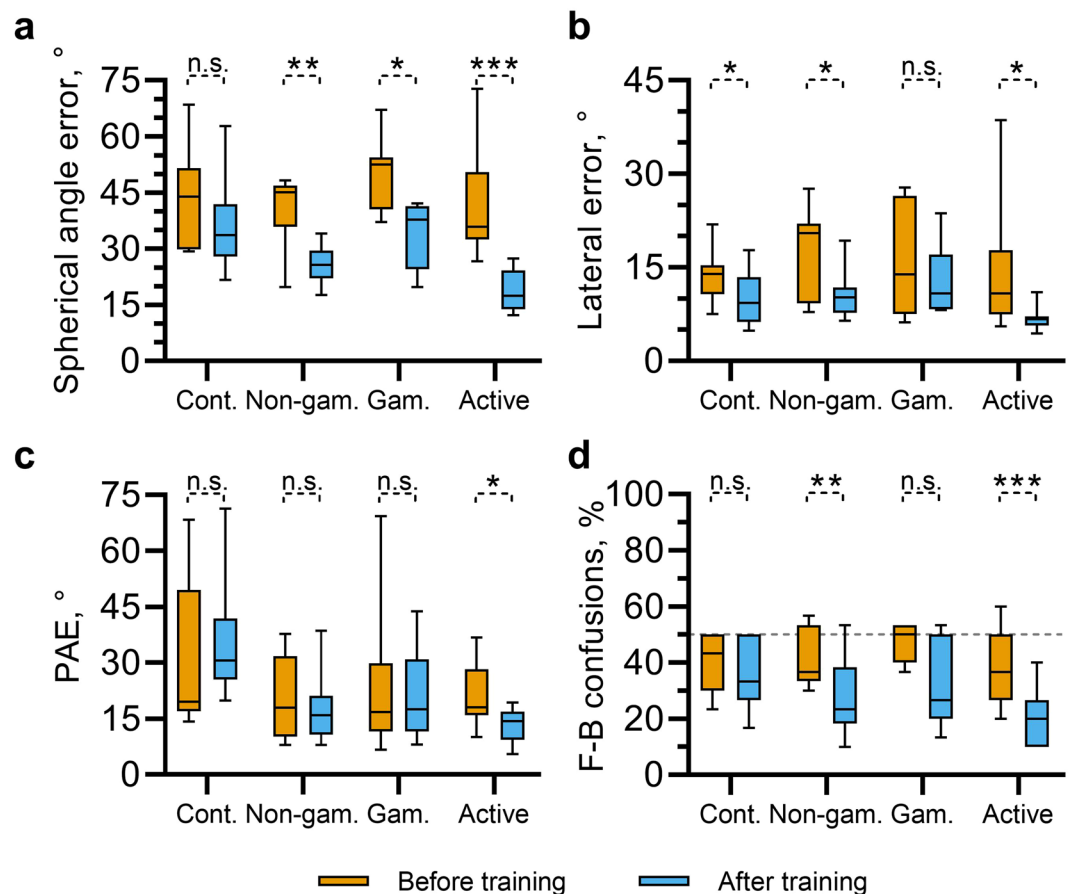 a
Spherical angle error, °
n.s. ** * ***
75
60
45
30
15
0
Cont. Non-gam. Gam. Active
b
Lateral error, °
* * n.s. *
45
30
15
0
Cont. Non-gam. Gam. Active
c
PAE, °
n.s. n.s. n.s. *
75
60
45
30
15
0
Cont. Non-gam. Gam. Active
d
F-B confusions, %
n.s. ** n.s. ***
100
80
60
40
20
0
Cont. Non-gam. Gam. Active
Before training After training